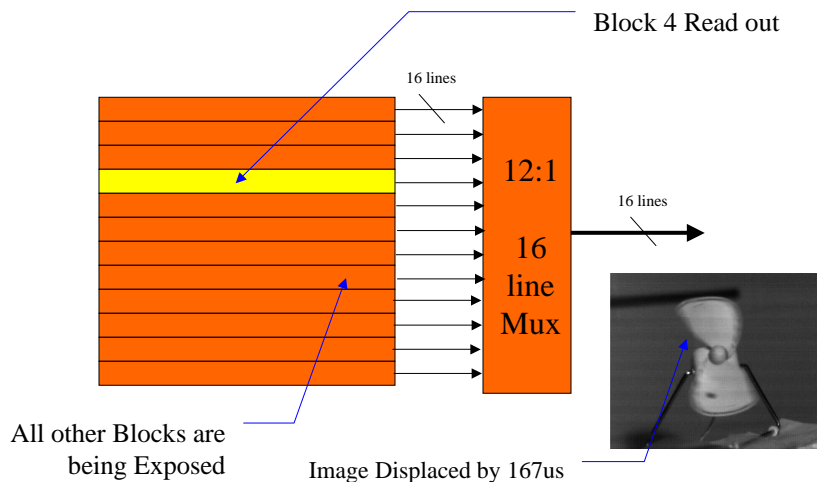 Block 4 Read out
16 lines
12:1
16
line
Mux
16 lines
All other Blocks are
being Exposed
Image Displaced by 167us